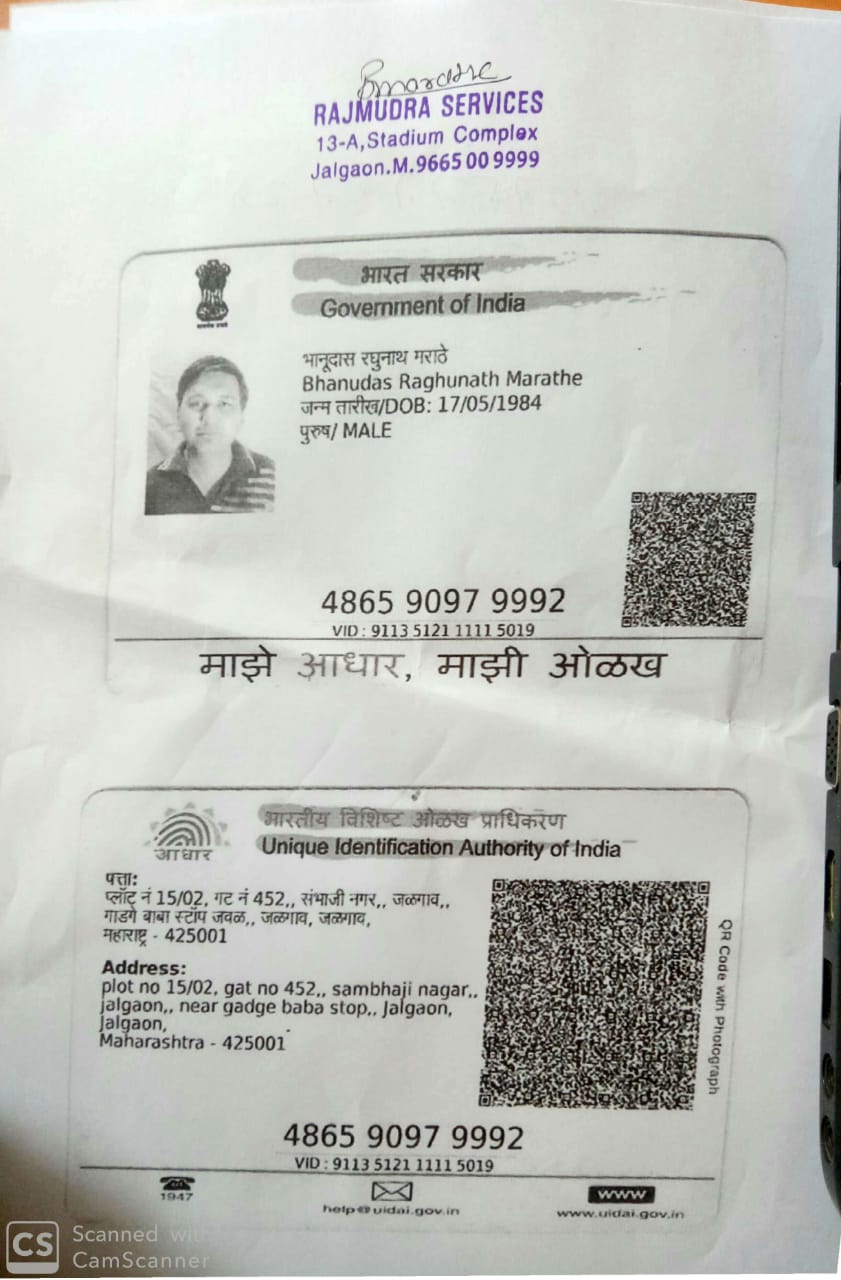 Bmarathe
RAJMUDRA SERVICES
13-A,Stadium Complex
Jalgaon.M.9665 00 9999
भारत सरकार
Government of India
भानूदास रघुनाथ मराठे
Bhanudas Raghunath Marathe
जन्म तारीख/DOB: 17/05/1984
पुरुष/ MALE
4865 9097 9992
VID : 9113 5121 1111 5019
माझे आधार, माझी ओळख
भारतीय विशिष्ट ओळख प्राधिकरण
Unique Identification Authority of India
आधार
पत्ता:
प्लॉट नं 15/02, गट नं 452,, संभाजी नगर,, जळगाव,,
गाडगे बाबा स्टॉप जवळ,, जळगाव, जळगाव,
महाराष्ट्र - 425001
Address:
plot no 15/02, gat no 452,, sambhaji nagar,,
jalgaon,, near gadge baba stop,, Jalgaon,
Jalgaon,
Maharashtra - 425001
QR Code with Photograph
4865 9097 9992
VID : 9113 5121 1111 5019
1947
help@uidai.gov.in
www
www.uidai.gov.in
CS
Scanned with
CamScanner